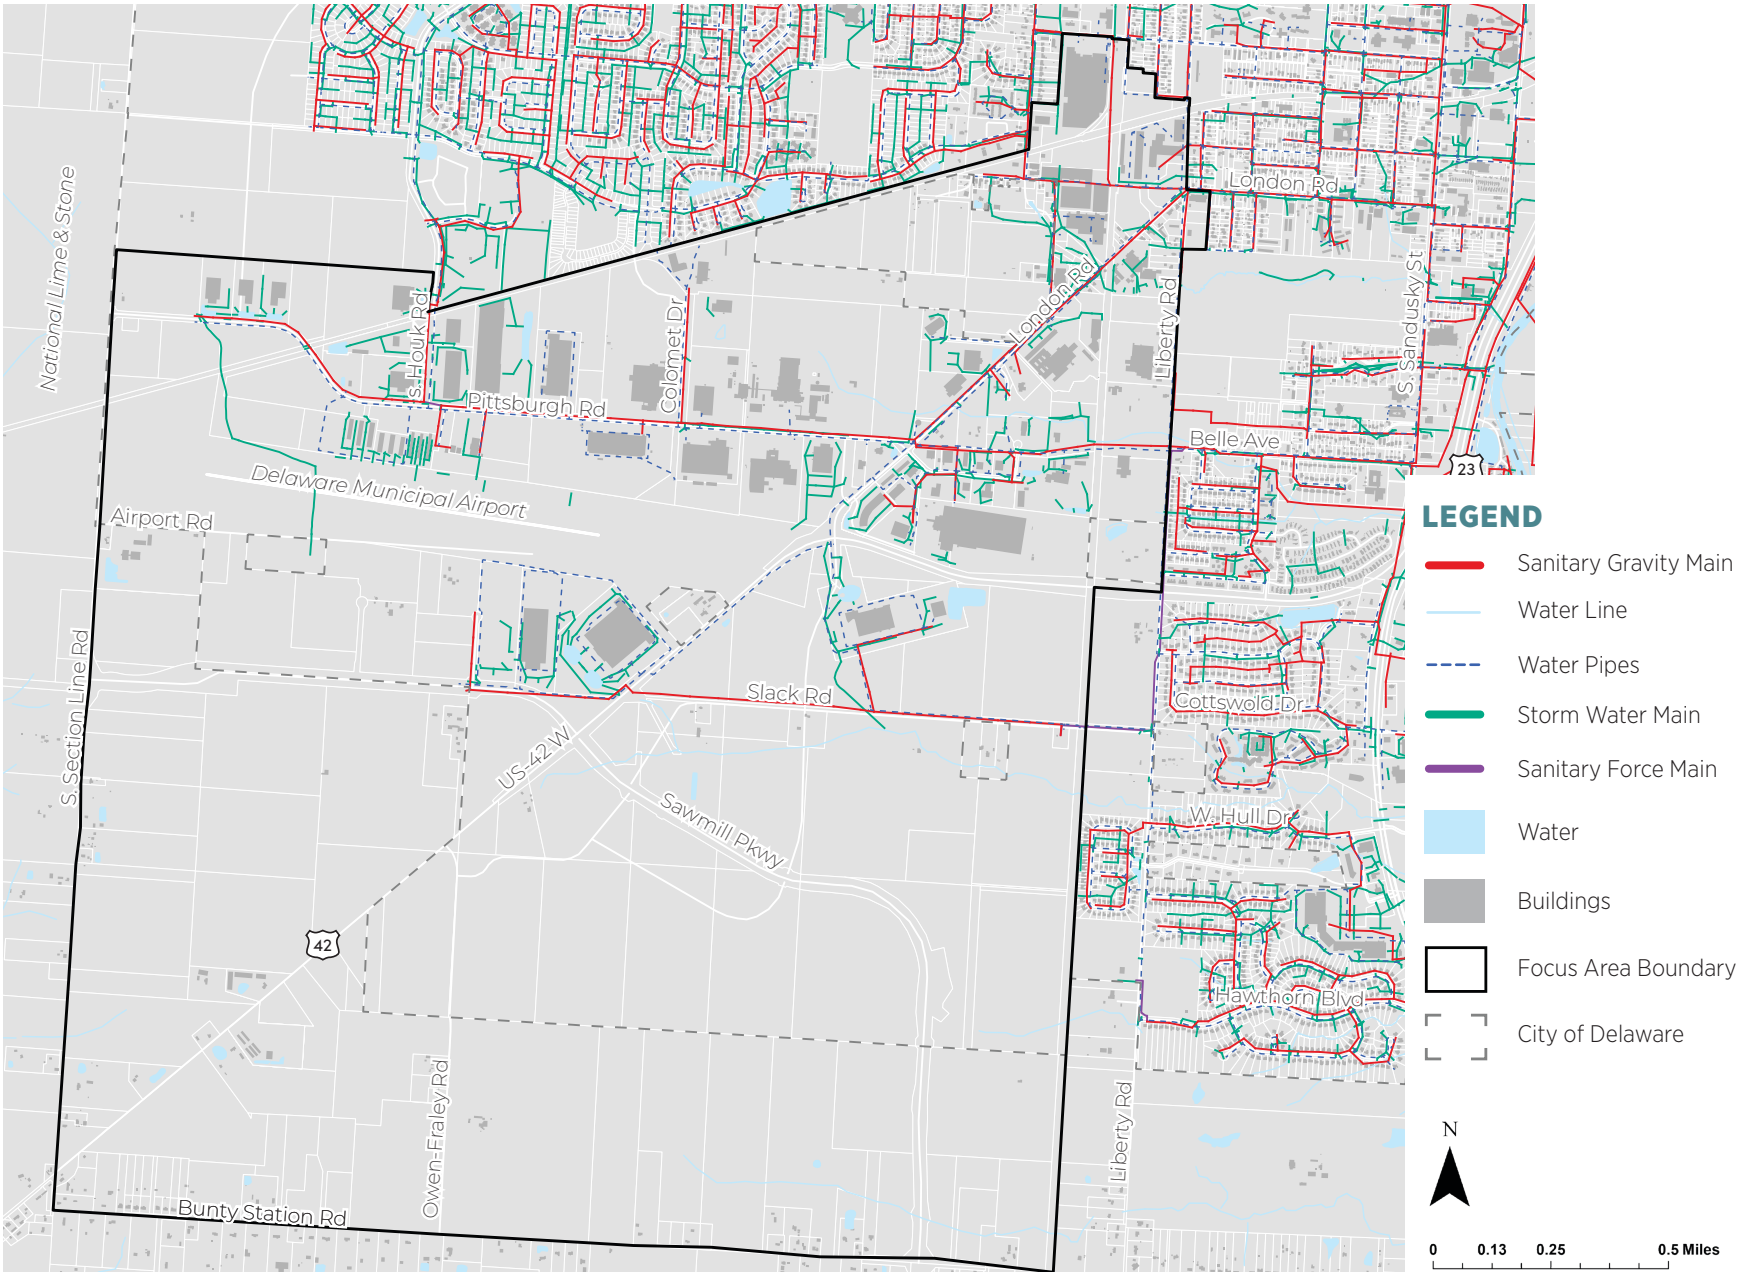 National Lime & Stone
London Rd
S. Sandusky St
London Rd
Liberty Rd
S. Houk Rd
Colomet Dr
Pittsburgh Rd
Belle Ave
23
Delaware Municipal Airport
Airport Rd
S. Section Line Rd
Slack Rd
Cottswold Dr
US-42 W
Sawmill Pkwy
W. Hull Dr
42
Hawthorn Blvd
Owen-Fraley Rd
Liberty Rd
Bunty Station Rd
LEGEND
Sanitary Gravity Main
Water Line
Water Pipes
Storm Water Main
Sanitary Force Main
Water
Buildings
Focus Area Boundary
City of Delaware
N
0 0.13 0.25 0.5 Miles